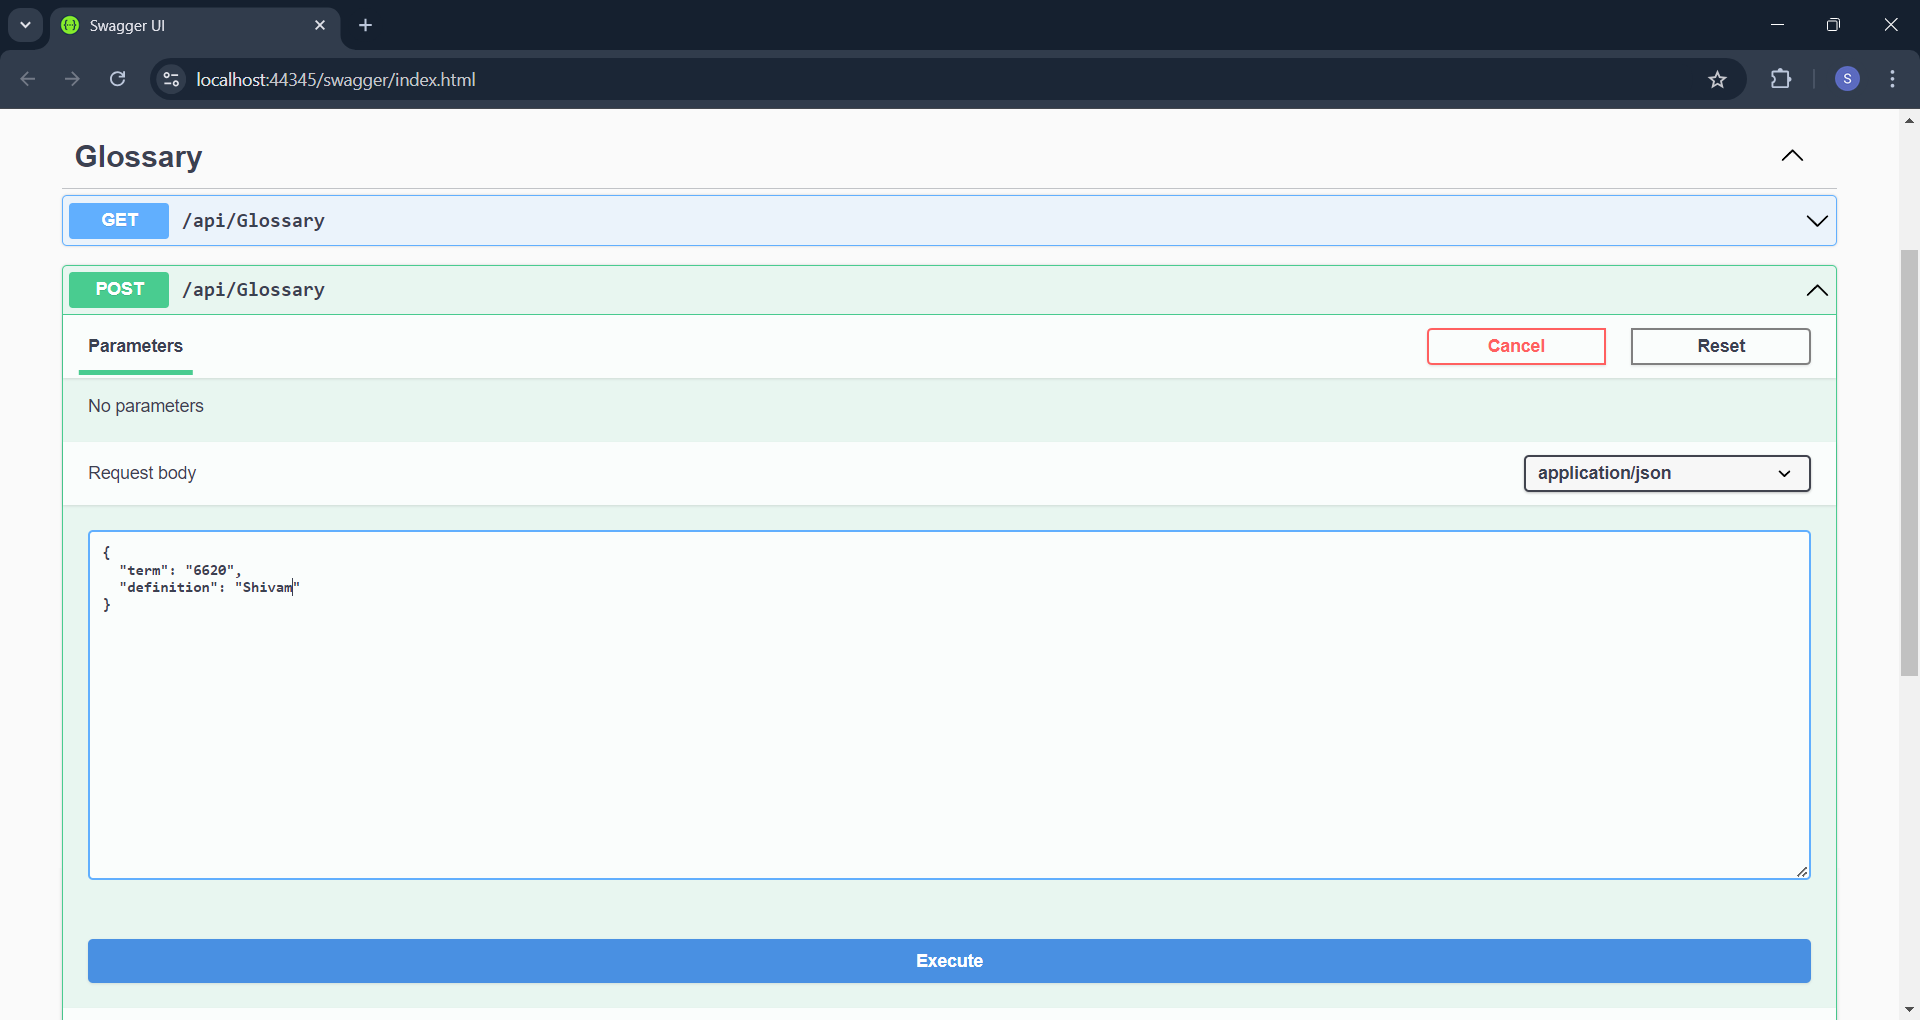 Swagger UI
localhost:44345/swagger/index.html
S
Glossary
GET /api/Glossary
POST /api/Glossary
Parameters
Cancel
Reset
No parameters
Request body
application/json
{
  "term": "6620",
  "definition": "Shivam"
}
Execute